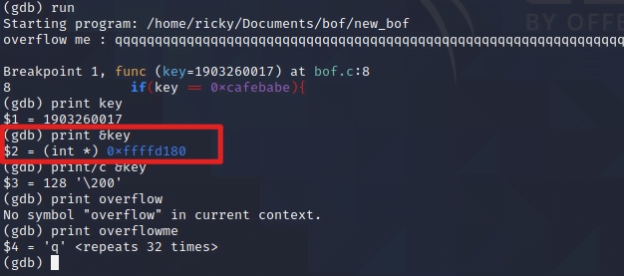 (gdb) run
Starting program: /home/ricky/Documents/bof/new_bof
BY OFFE
overflow me : qqqqqqqqqqqqqqqqqqqqqqqqqqqqqqqqqqqqqqqqqqqqqqqqqqqqqqqqqqqqqqqq
Breakpoint 1, func (key=1903260017) at bof.c:8
8 if(key == 0×cafebabe){
(gdb) print key
$1 = 1903260017
(gdb) print &key
$2 = (int *) 0×ffffd180
(gdb) print/c &key
$3 = 128 '\200'
(gdb) print overflow
No symbol "overflow" in current context.
(gdb) print overflowme
$4 = 'q' <repeats 32 times>
(gdb)